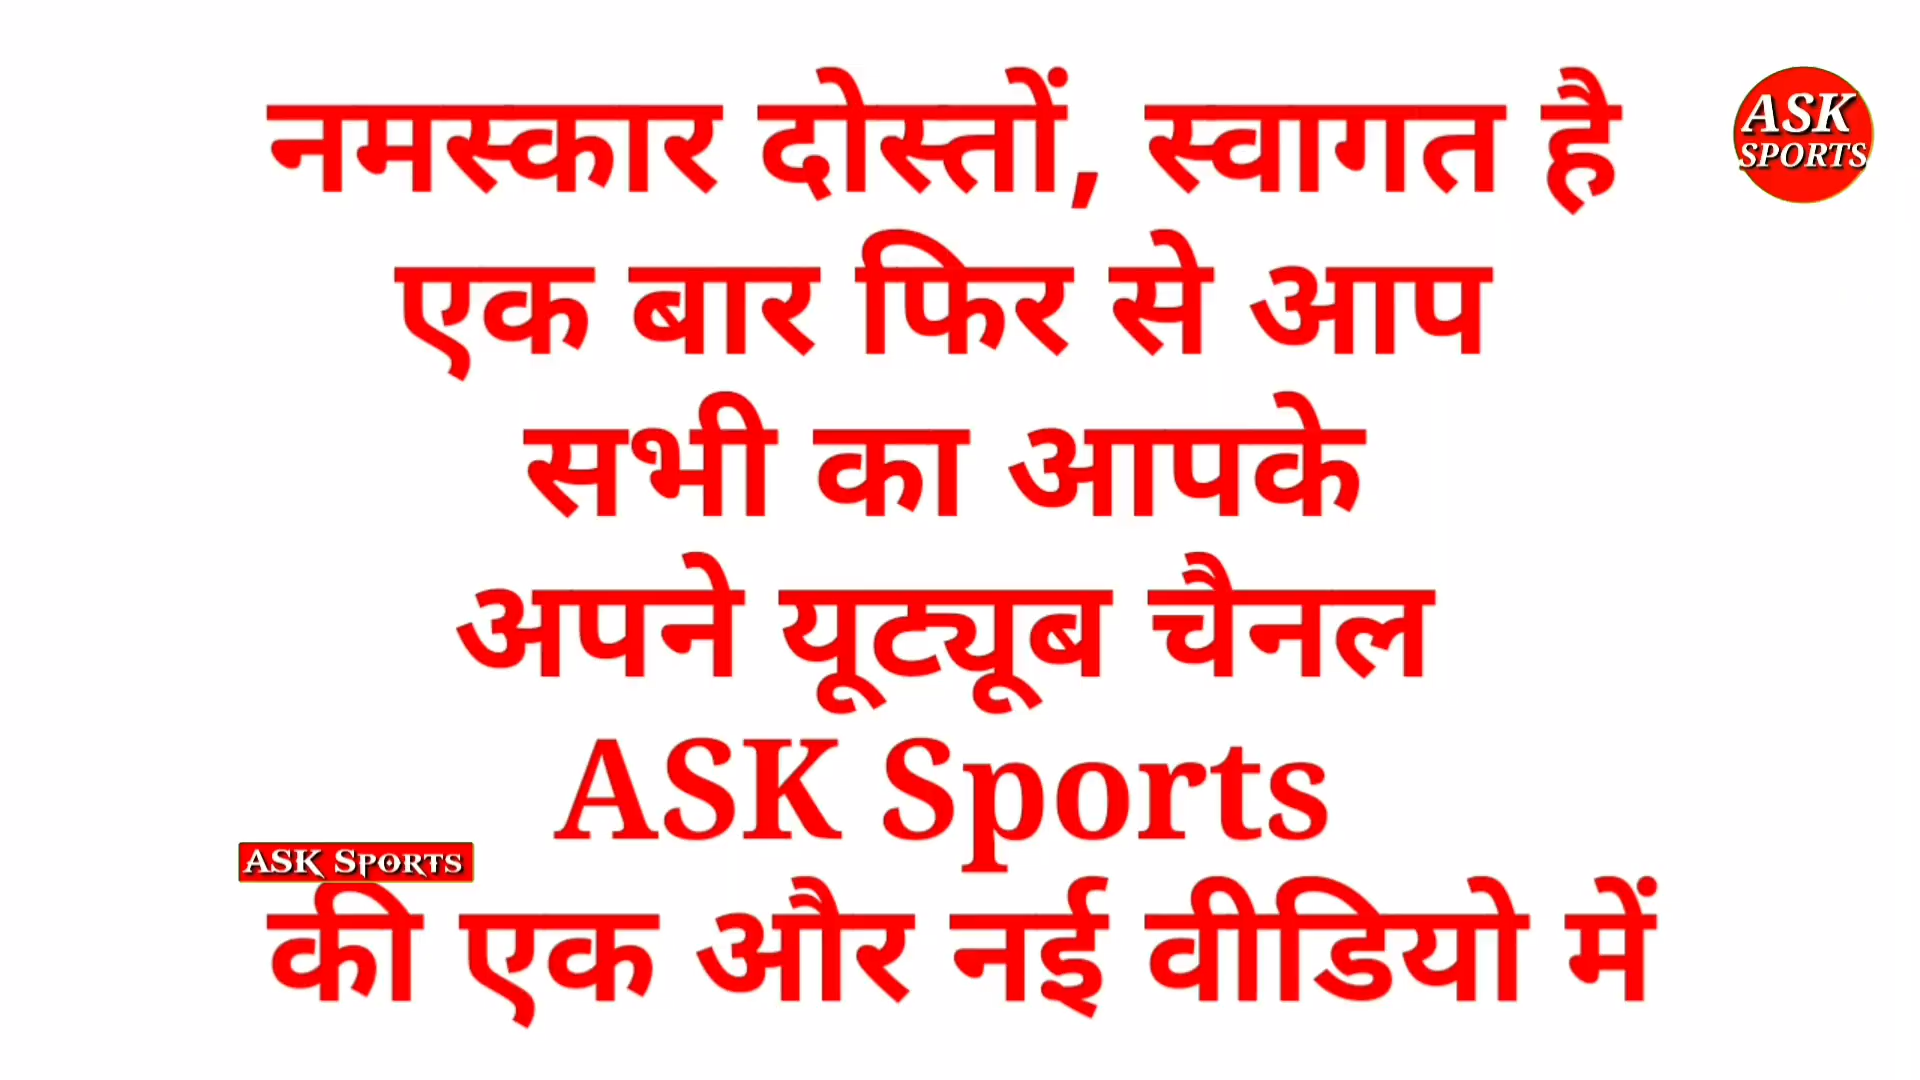 नमस्कार दोस्तों, स्वागत है
ASK
SPORTS
एक बार फिर से आप
सभी का आपके
अपने यूट्यूब चैनल
ASK Sports
ASK SPORTS
की एक और नई वीडियो में